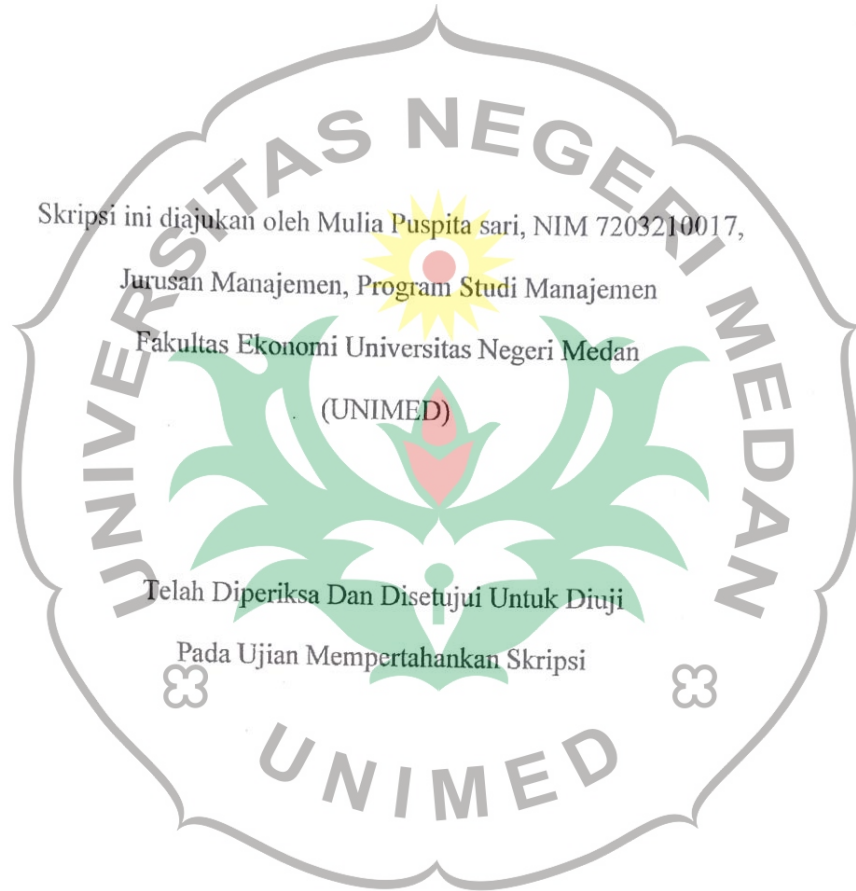 UNIVERSITAS NEGERI MEDAN
Skripsi ini diajukan oleh Mulia Puspita sari, NIM 7203210017,
Jurusan Manajemen, Program Studi Manajemen
Fakultas Ekonomi Universitas Negeri Medan
(UNIMED)
Telah Diperiksa Dan Disetujui Untuk Diuji
Pada Ujian Mempertahankan Skripsi
UNIMED